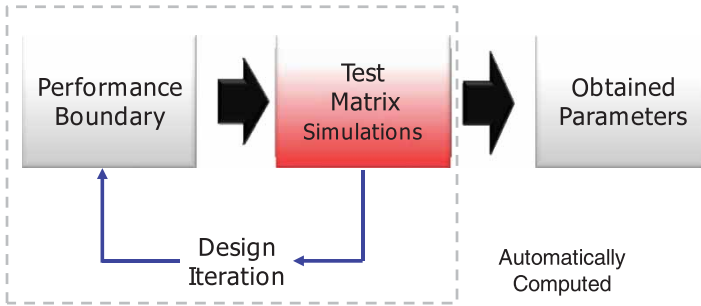 Performance
Boundary
Test
Matrix
Simulations
Obtained
Parameters
Design
Iteration
Automatically
Computed